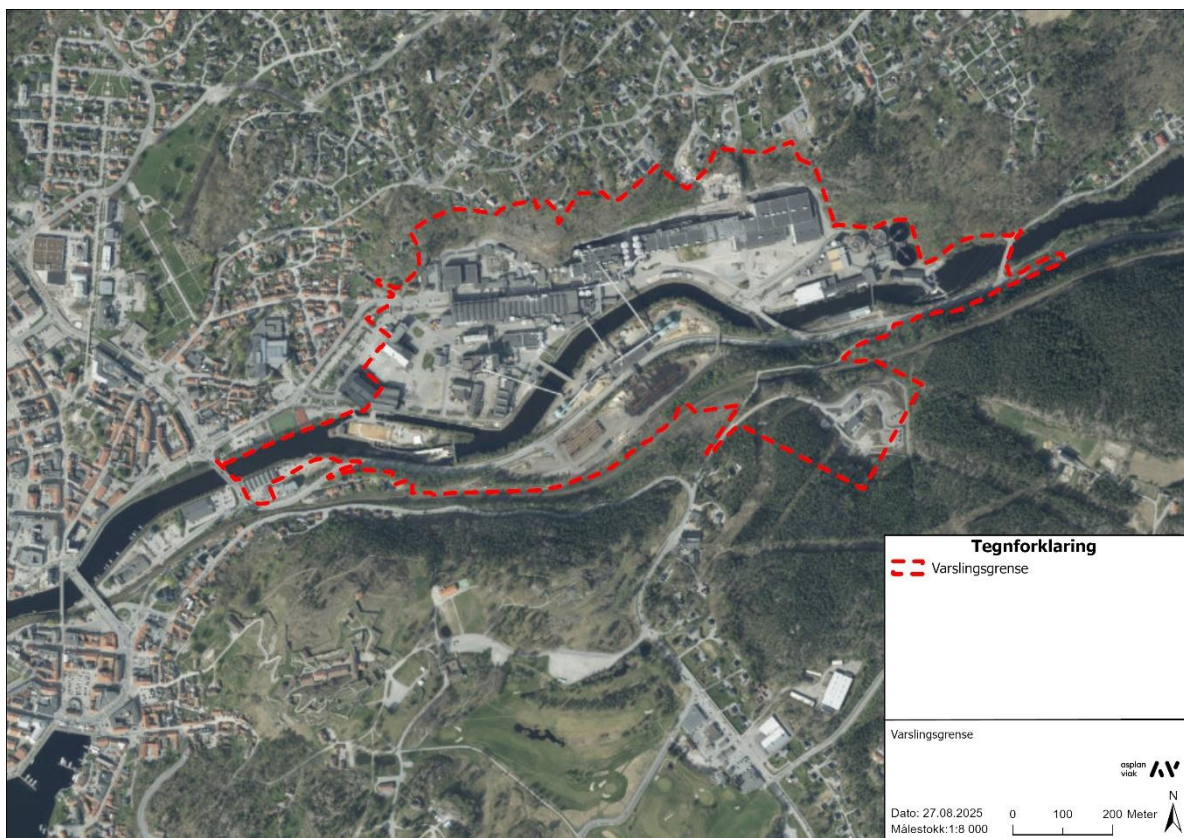 Tegnforklaring
Varslingsgrense
Varslingsgrense
asplan
viak
N
Dato: 27.08.2025
0 100 200 Meter
Målestokk:1:8 000